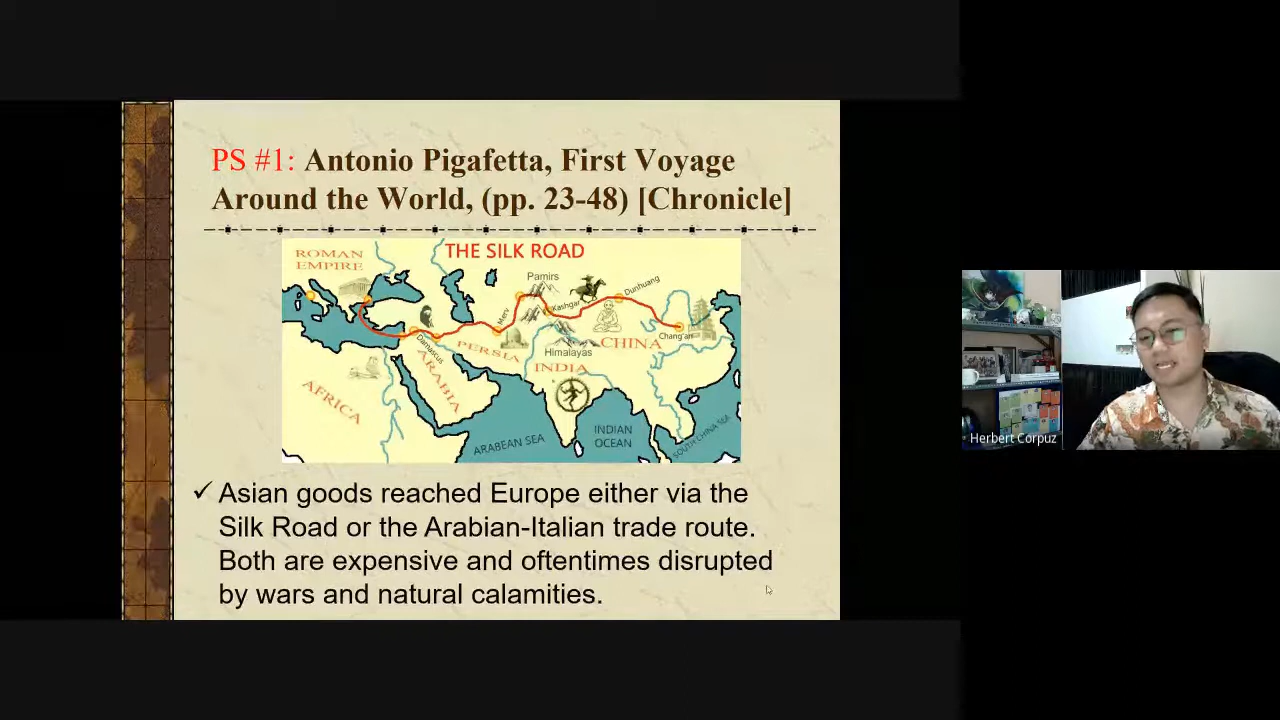 PS #1: Antonio Pigafetta, First Voyage
Around the World, (pp. 23-48) [Chronicle]
THE SILK ROAD
ROMAN
EMPIRE
Pamirs
Dunhuang
Kashgar
Merv
Chang'an
Damascus
PERSIA
CHINA
Himalayas
INDIA
ARABIA
AFRICA
ARABEAN SEA
INDIAN
OCEAN
SOUTH CHINA SEA
✓ Asian goods reached Europe either via the
Silk Road or the Arabian-Italian trade route.
Both are expensive and oftentimes disrupted
by wars and natural calamities.
Herbert Corpuz